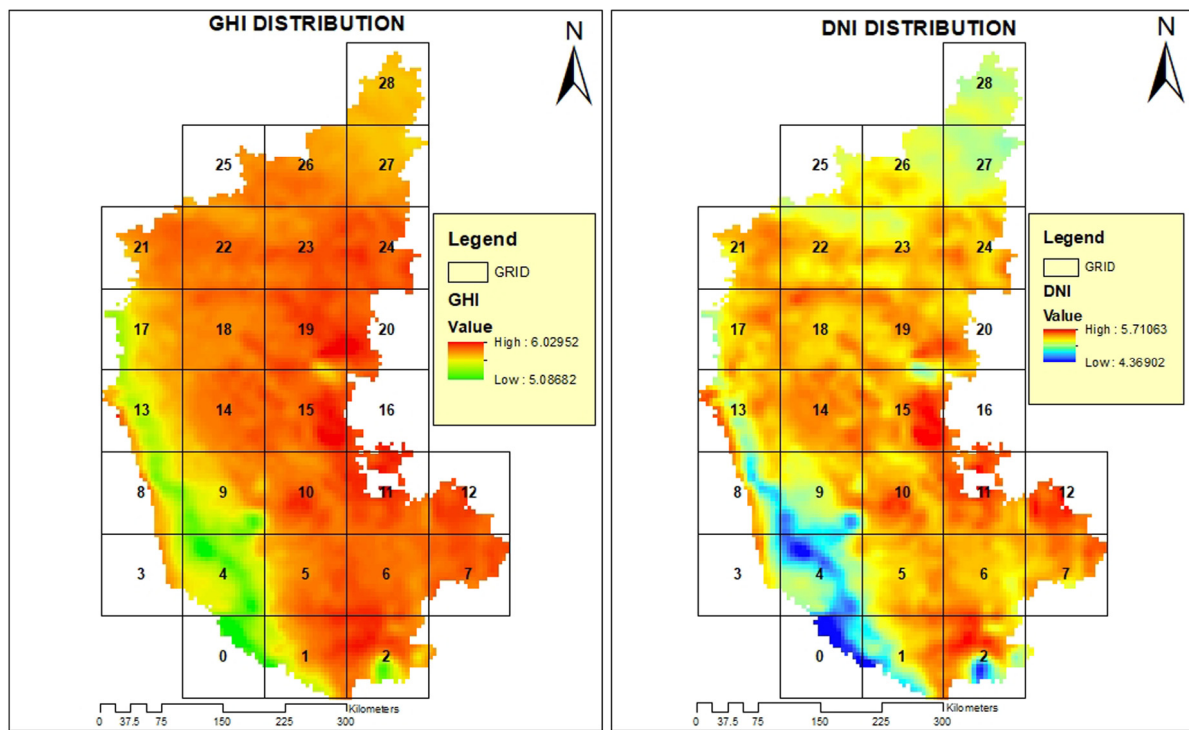 GHI DISTRIBUTION
N
28
25
26
27
21
22
23
24
17
18
19
20
13
14
15
16
8
9
10
11
12
3
4
5
6
7
0
1
2
Legend
GRID
GHI
Value
High : 6.02952
Low : 5.08682
Kilometers
0 37.5 75 150 225 300
DNI DISTRIBUTION
N
28
25
26
27
21
22
23
24
17
18
19
20
13
14
15
16
8
9
10
11
12
3
4
5
6
7
0
1
2
Legend
GRID
DNI
Value
High : 5.71063
Low : 4.36902
Kilometers
0 37.5 75 150 225 300